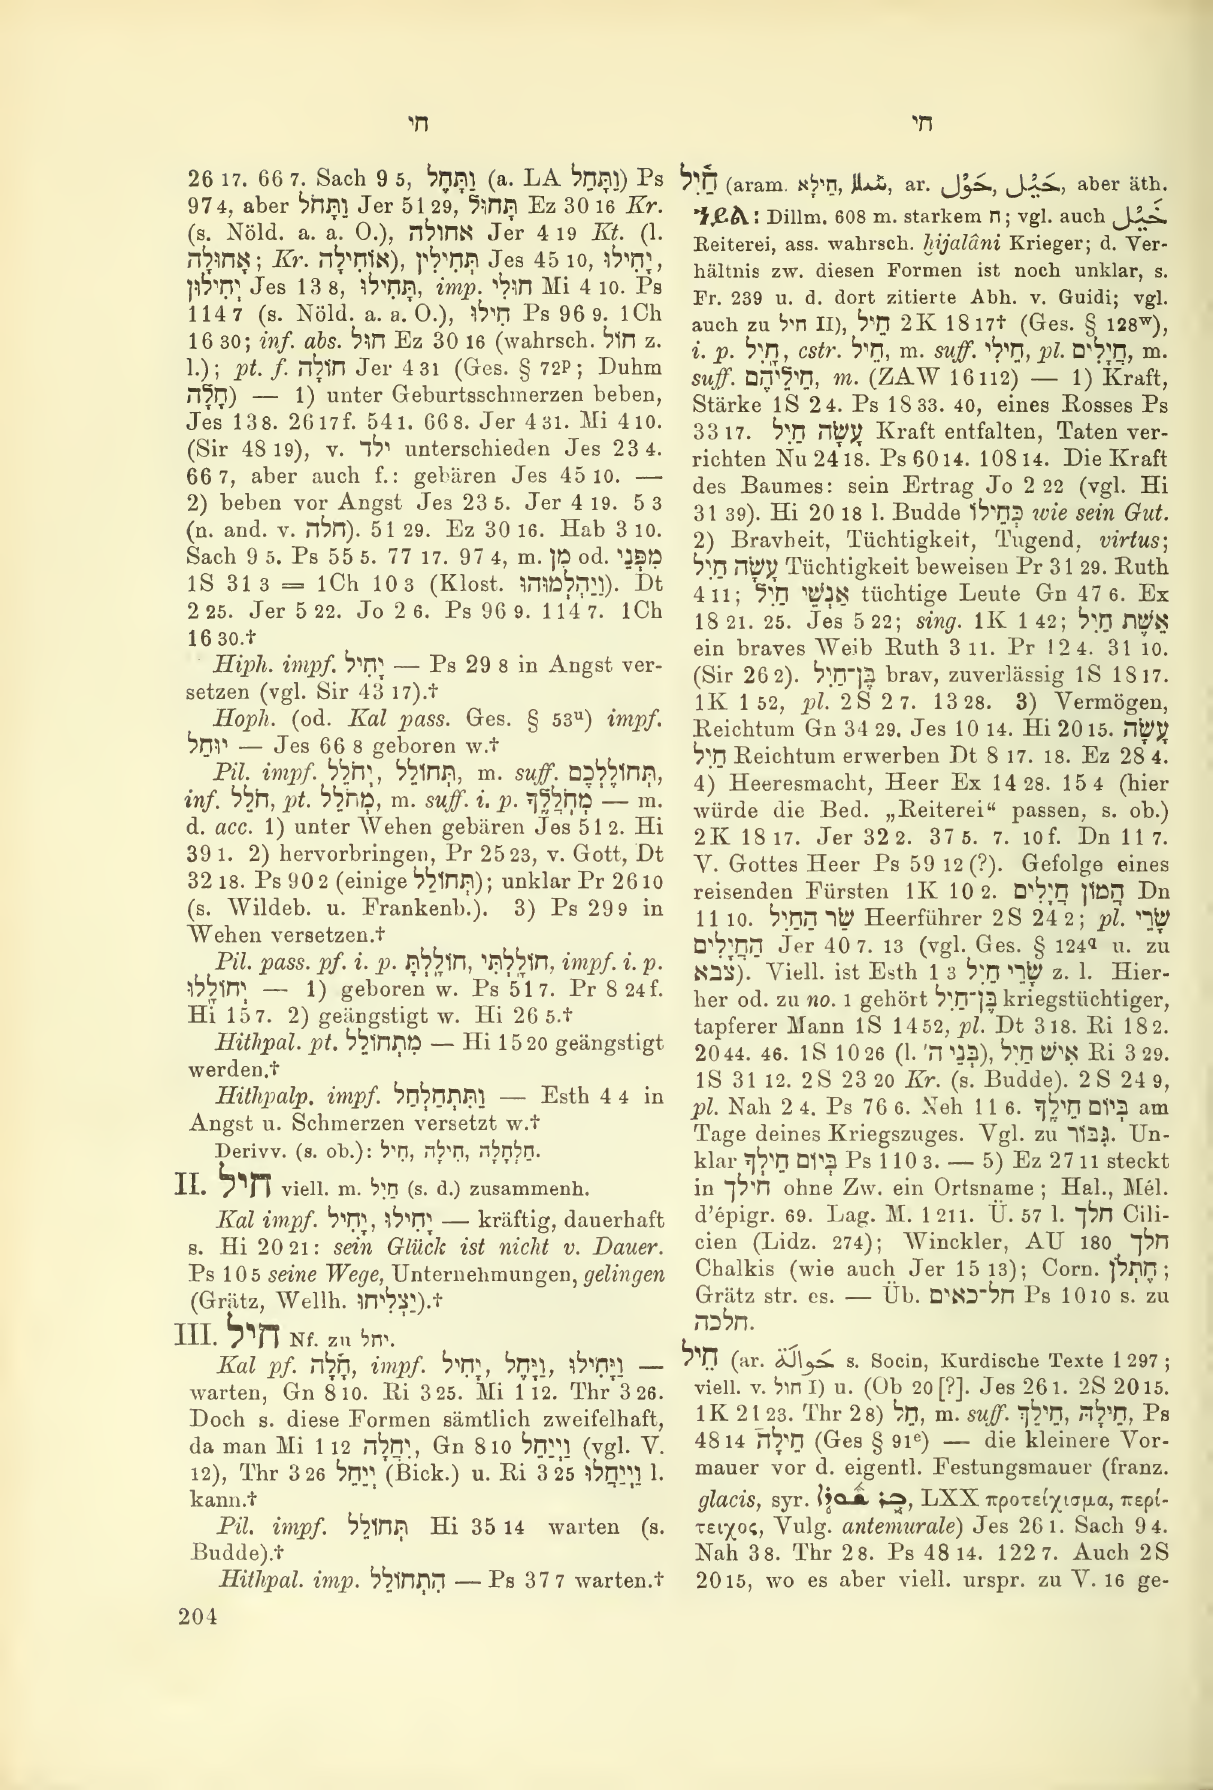 חי
חי
26 17. 66 7. Sach 9 5, וַתָּחֶל (a. LA וַתָּחַל) Ps
97 4, aber וַתָּחֹל Jer 51 29, תָּחוּל Ez 30 16 Kr.
(s. Nöld. a. a. O.), אחולה Jer 4 19 Kt. (l.
אָחוּלָה; Kr. אוֹחִילָה), תְּחִילִין Jes 45 10, יָחִילוּ,
יְחִילוּן Jes 13 8, תָּחִילוּ, imp. חוּלִי Mi 4 10. Ps
114 7 (s. Nöld. a. a. O.), חִילוּ Ps 96 9. 1Ch
16 30; inf. abs. חוּל Ez 30 16 (wahrsch. חוֹל z.
l.); pt. f. חוֹלָה Jer 4 31 (Ges. § 72p; Duhm
חָלָּה) — 1) unter Geburtsschmerzen beben,
Jes 13 8. 26 17f. 54 1. 66 8. Jer 4 31. Mi 4 10.
(Sir 48 19), v. ילד unterschieden Jes 23 4.
66 7, aber auch f.: gebären Jes 45 10. —
2) beben vor Angst Jes 23 5. Jer 4 19. 5 3
(n. and. v. חלה). 51 29. Ez 30 16. Hab 3 10.
Sach 9 5. Ps 55 5. 77 17. 97 4, m. מִן od. מִפְּנֵי
1S 31 3 = 1Ch 10 3 (Klost. וַיַּהַלְמוּהוּ). Dt
2 25. Jer 5 22. Jo 2 6. Ps 96 9. 114 7. 1Ch
16 30.†
Hiph. impf. יָחִיל — Ps 29 8 in Angst ver-
setzen (vgl. Sir 43 17).†
Hoph. (od. Kal pass. Ges. § 53u) impf.
יוּחַל — Jes 66 8 geboren w.†
Pil. impf. יְחֹלֵל, תְּחוֹלֵל, m. suff. תְּחוֹלֶלְכֶם,
inf. חֹלֵל, pt. מְחֹלֵל, m. suff. i. p. מְחֹלֲלֶךָ — m.
d. acc. 1) unter Wehen gebären Jes 51 2. Hi
39 1. 2) hervorbringen, Pr 25 23, v. Gott, Dt
32 18. Ps 90 2 (einige תְּחוֹלֵל); unklar Pr 26 10
(s. Wildeb. u. Frankenb.). 3) Ps 29 9 in
Wehen versetzen.†
Pil. pass. pf. i. p. חוֹלָלְתָּ, חוֹלָלְתִּי, impf. i. p.
יְחוֹלָלוּ — 1) geboren w. Ps 51 7. Pr 8 24f.
Hi 15 7. 2) geängstigt w. Hi 26 5.†
Hithpal. pt. מִתְחוֹלֵל — Hi 15 20 geängstigt
werden.†
Hithpalp. impf. וַתִּתְחַלְחַל — Esth 4 4 in
Angst u. Schmerzen versetzt w.†
Derivv. (s. ob.): חִיל, חִילָה, חַלְחָלָה.
II. חיל viell. m. חַיִל (s. d.) zusammenh.
Kal impf. יָחִיל, יָחִילוּ — kräftig, dauerhaft
s. Hi 20 21: sein Glück ist nicht v. Dauer.
Ps 10 5 seine Wege, Unternehmungen, gelingen
(Grätz, Wellh. יַצְלִיחוּ).†
III. חיל Nf. zu יחל.
Kal pf. חָלָה, impf. יָחִיל, וַיָּחֶל, וַיָּחִילוּ —
warten, Gn 8 10. Ri 3 25. Mi 1 12. Thr 3 26.
Doch s. diese Formen sämtlich zweifelhaft,
da man Mi 1 12 יִחֲלָה, Gn 8 10 וַיְיַחֶל (vgl. V.
12), Thr 3 26 יְיַחֵל (Bick.) u. Ri 3 25 וַיְיַחֲלוּ l.
kann.†
Pil. impf. תְּחוֹלֵל Hi 35 14 warten (s.
Budde).†
Hithpal. imp. הִתְחוֹלֵל — Ps 37 7 warten.†
204
חַיִל (aram. חֵילָא, ܚܝܠܐ, ar. حَوْل, حَيْل, aber äth.
ኀይል: Dillm. 608 m. starkem ח; vgl. auch خَيْل
Reiterei, ass. wahrsch. ḫijalâni Krieger; d. Ver-
hältnis zw. diesen Formen ist noch unklar, s.
Fr. 239 u. d. dort zitierte Abh. v. Guidi; vgl.
auch zu חיל II), חֵיל 2K 18 17† (Ges. § 128w),
i. p. חָיִל, cstr. חֵיל, m. suff. חֵילִי, pl. חֲיָלִים, m.
suff. חֵילֵיהֶם, m. (ZAW 16 112) — 1) Kraft,
Stärke 1S 2 4. Ps 18 33. 40, eines Rosses Ps
33 17. עָשָׂה חַיִל Kraft entfalten, Taten ver-
richten Nu 24 18. Ps 60 14. 108 14. Die Kraft
des Baumes: sein Ertrag Jo 2 22 (vgl. Hi
31 39). Hi 20 18 l. Budde כְּחֵילוֹ wie sein Gut.
2) Bravheit, Tüchtigkeit, Tugend, virtus;
עָשָׂה חַיִל Tüchtigkeit beweisen Pr 31 29. Ruth
4 11; אַנְשֵׁי חַיִל tüchtige Leute Gn 47 6. Ex
18 21. 25. Jes 5 22; sing. 1K 1 42; אֵשֶׁת חַיִל
ein braves Weib Ruth 3 11. Pr 12 4. 31 10.
(Sir 26 2). בֶּן־חַיִל brav, zuverlässig 1S 18 17.
1K 1 52, pl. 2S 2 7. 13 28. 3) Vermögen,
Reichtum Gn 34 29. Jes 10 14. Hi 20 15. עָשָׂה
חַיִל Reichtum erwerben Dt 8 17. 18. Ez 28 4.
4) Heeresmacht, Heer Ex 14 28. 15 4 (hier
würde die Bed. „Reiterei“ passen, s. ob.)
2K 18 17. Jer 32 2. 37 5. 7. 10f. Dn 11 7.
V. Gottes Heer Ps 59 12 (?). Gefolge eines
reisenden Fürsten 1K 10 2. הֲמוֹן חֲיָלִים Dn
11 10. שַׂר הַחַיִל Heerführer 2S 24 2; pl. שָׂרֵי
הַחֲיָלִים Jer 40 7. 13 (vgl. Ges. § 124q u. zu
צבא). Viell. ist Esth 1 3 שָׂרֵי חַיִל z. l. Hier-
her od. zu no. 1 gehört בֶּן־חַיִל kriegstüchtiger,
tapferer Mann 1S 14 52, pl. Dt 3 18. Ri 18 2.
20 44. 46. 1S 10 26 (l. בְּנֵי ה'), אִישׁ חַיִל Ri 3 29.
1S 31 12. 2S 23 20 Kr. (s. Budde). 2S 24 9,
pl. Nah 2 4. Ps 76 6. Neh 11 6. בְּיוֹם חֵילֶךָ am
Tage deines Kriegszuges. Vgl. zu גִּבּוֹר. Un-
klar בְּיוֹם חֵילְךָ Ps 110 3. — 5) Ez 27 11 steckt
in חילך ohne Zw. ein Ortsname; Hal., Mél.
d'épigr. 69. Lag. M. 1 211. Ü. 57 l. חלך Cili-
cien (Lidz. 274); Winckler, AU 180 חלך
Chalkis (wie auch Jer 15 13); Corn. חֶתְלֹן;
Grätz str. es. — Üb. חל־כאים Ps 10 10 s. zu
חלכה.
חֵיל (ar. حَوالَة s. Socin, Kurdische Texte 1 297;
viell. v. חול I) u. (Ob 20 [?]. Jes 26 1. 2S 20 15.
1K 21 23. Thr 2 8) חֵל, m. suff. חֵילֵךְ, חֵילָהּ, Ps
48 14 חֵילָה (Ges § 91e) — die kleinere Vor-
mauer vor d. eigentl. Festungsmauer (franz.
glacis, syr. ܒܪ ܫܘܪܐ, LXX προτείχισμα, περί-
τειχος, Vulg. antemurale) Jes 26 1. Sach 9 4.
Nah 3 8. Thr 2 8. Ps 48 14. 122 7. Auch 2S
20 15, wo es aber viell. urspr. zu V. 16 ge-